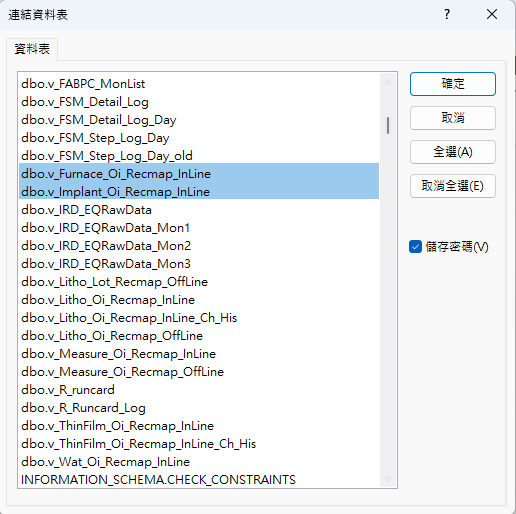 連結資料表
資料表
dbo.v_FABPC_MonList
dbo.v_FSM_Detail_Log
dbo.v_FSM_Detail_Log_Day
dbo.v_FSM_Step_Log_Day
dbo.v_FSM_Step_Log_Day_old
dbo.v_Furnace_Oi_Recmap_InLine
dbo.v_Implant_Oi_Recmap_InLine
dbo.v_IRD_EQRawData
dbo.v_IRD_EQRawData_Mon1
dbo.v_IRD_EQRawData_Mon2
dbo.v_IRD_EQRawData_Mon3
dbo.v_Litho_Lot_Recmap_OffLine
dbo.v_Litho_Oi_Recmap_InLine
dbo.v_Litho_Oi_Recmap_InLine_Ch_His
dbo.v_Litho_Oi_Recmap_OffLine
dbo.v_Measure_Oi_Recmap_InLine
dbo.v_Measure_Oi_Recmap_OffLine
dbo.v_R_runcard
dbo.v_R_Runcard_Log
dbo.v_ThinFilm_Oi_Recmap_InLine
dbo.v_ThinFilm_Oi_Recmap_InLine_Ch_His
dbo.v_Wat_Oi_Recmap_InLine
INFORMATION_SCHEMA.CHECK_CONSTRAINTS
確定
取消
全選(A)
取消全選(E)
儲存密碼(V)